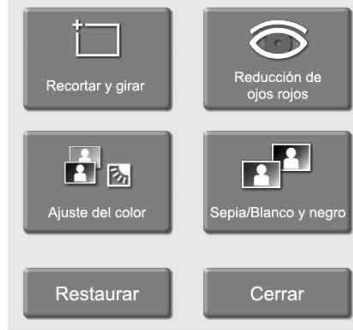 Recortar y girar
Reducción de
ojos rojos
Ajuste del color
Sepia/Blanco y negro
Restaurar
Cerrar